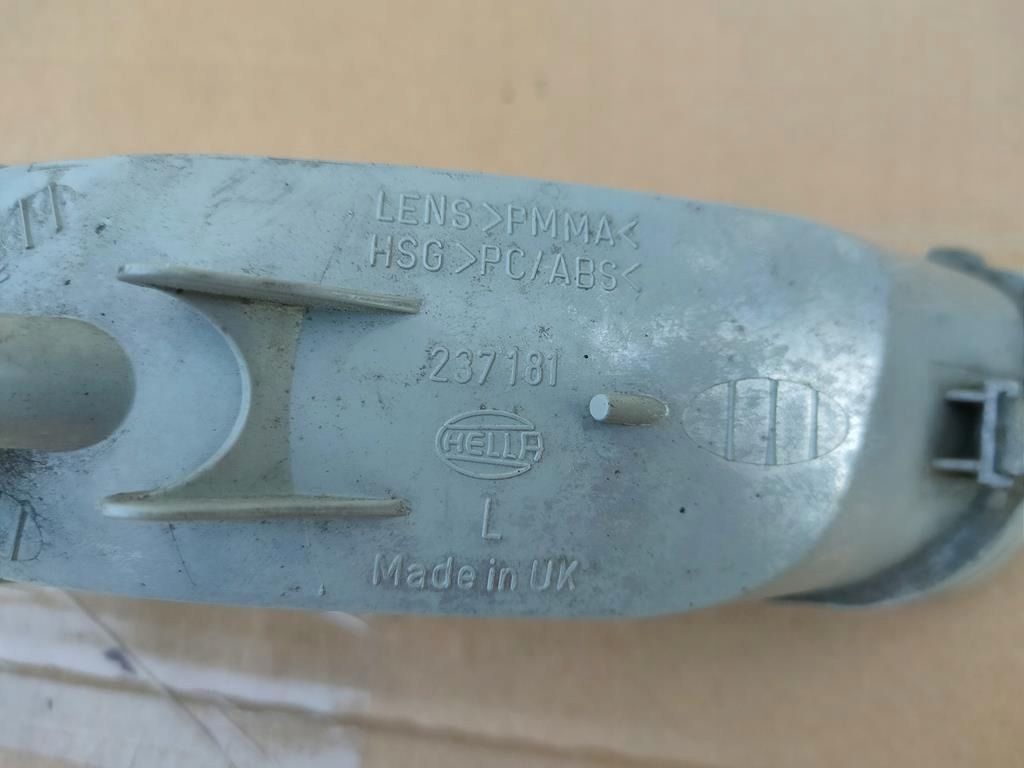 LENS >PMMA<
HSG >PC/ABS<
237181
HELLA
L
Made in UK